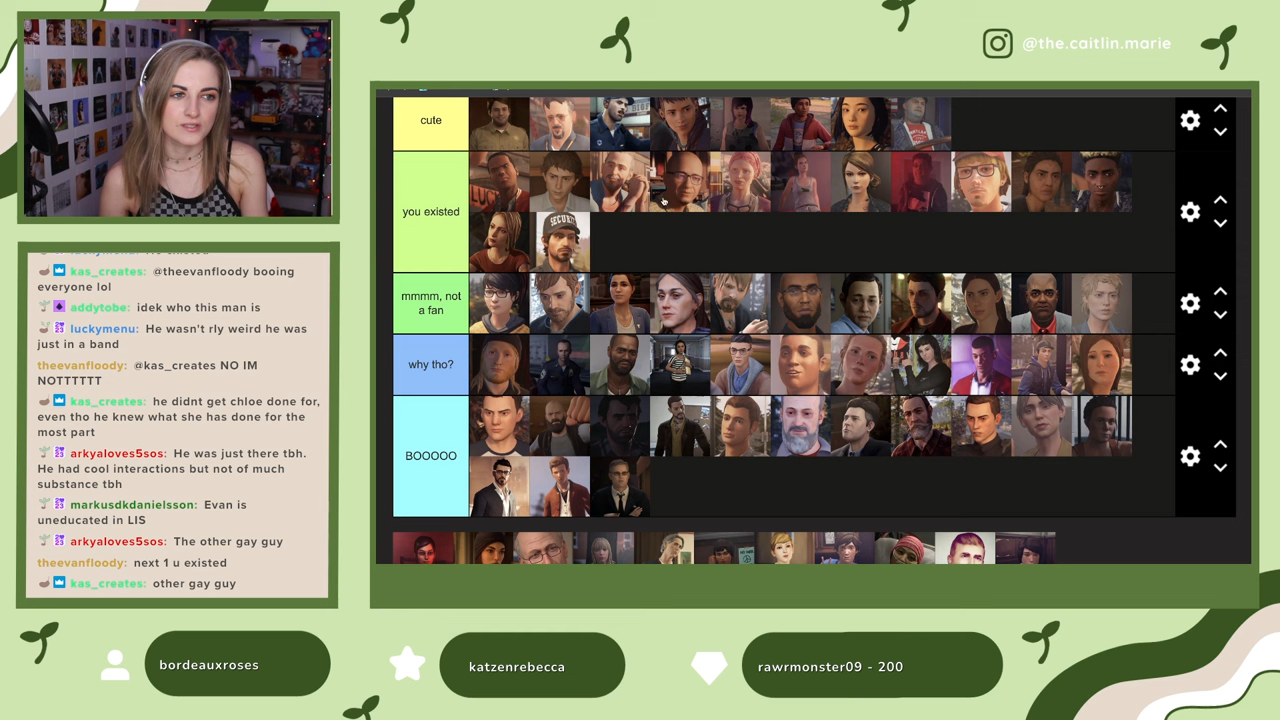 @the.caitlin.marie
cute
you existed
SECURITY
mmmm, not
a fan
why tho?
BOOOOO
kas_creates: @theevanfloody booing
everyone lol
addytobe: idek who this man is
luckymenu: He wasn't rly weird he was
just in a band
theevanfloody: @kas_creates NO IM
NOTTTTTT
kas_creates: he didnt get chloe done for,
even tho he knew what she has done for the
most part
arkyaloves5sos: He was just there tbh.
He had cool interactions but not of much
substance tbh
markusdkdanielsson: Evan is
uneducated in LIS
arkyaloves5sos: The other gay guy
theevanfloody: next 1 u existed
kas_creates: other gay guy
bordeauxroses
katzenrebecca
rawrmonster09 - 200